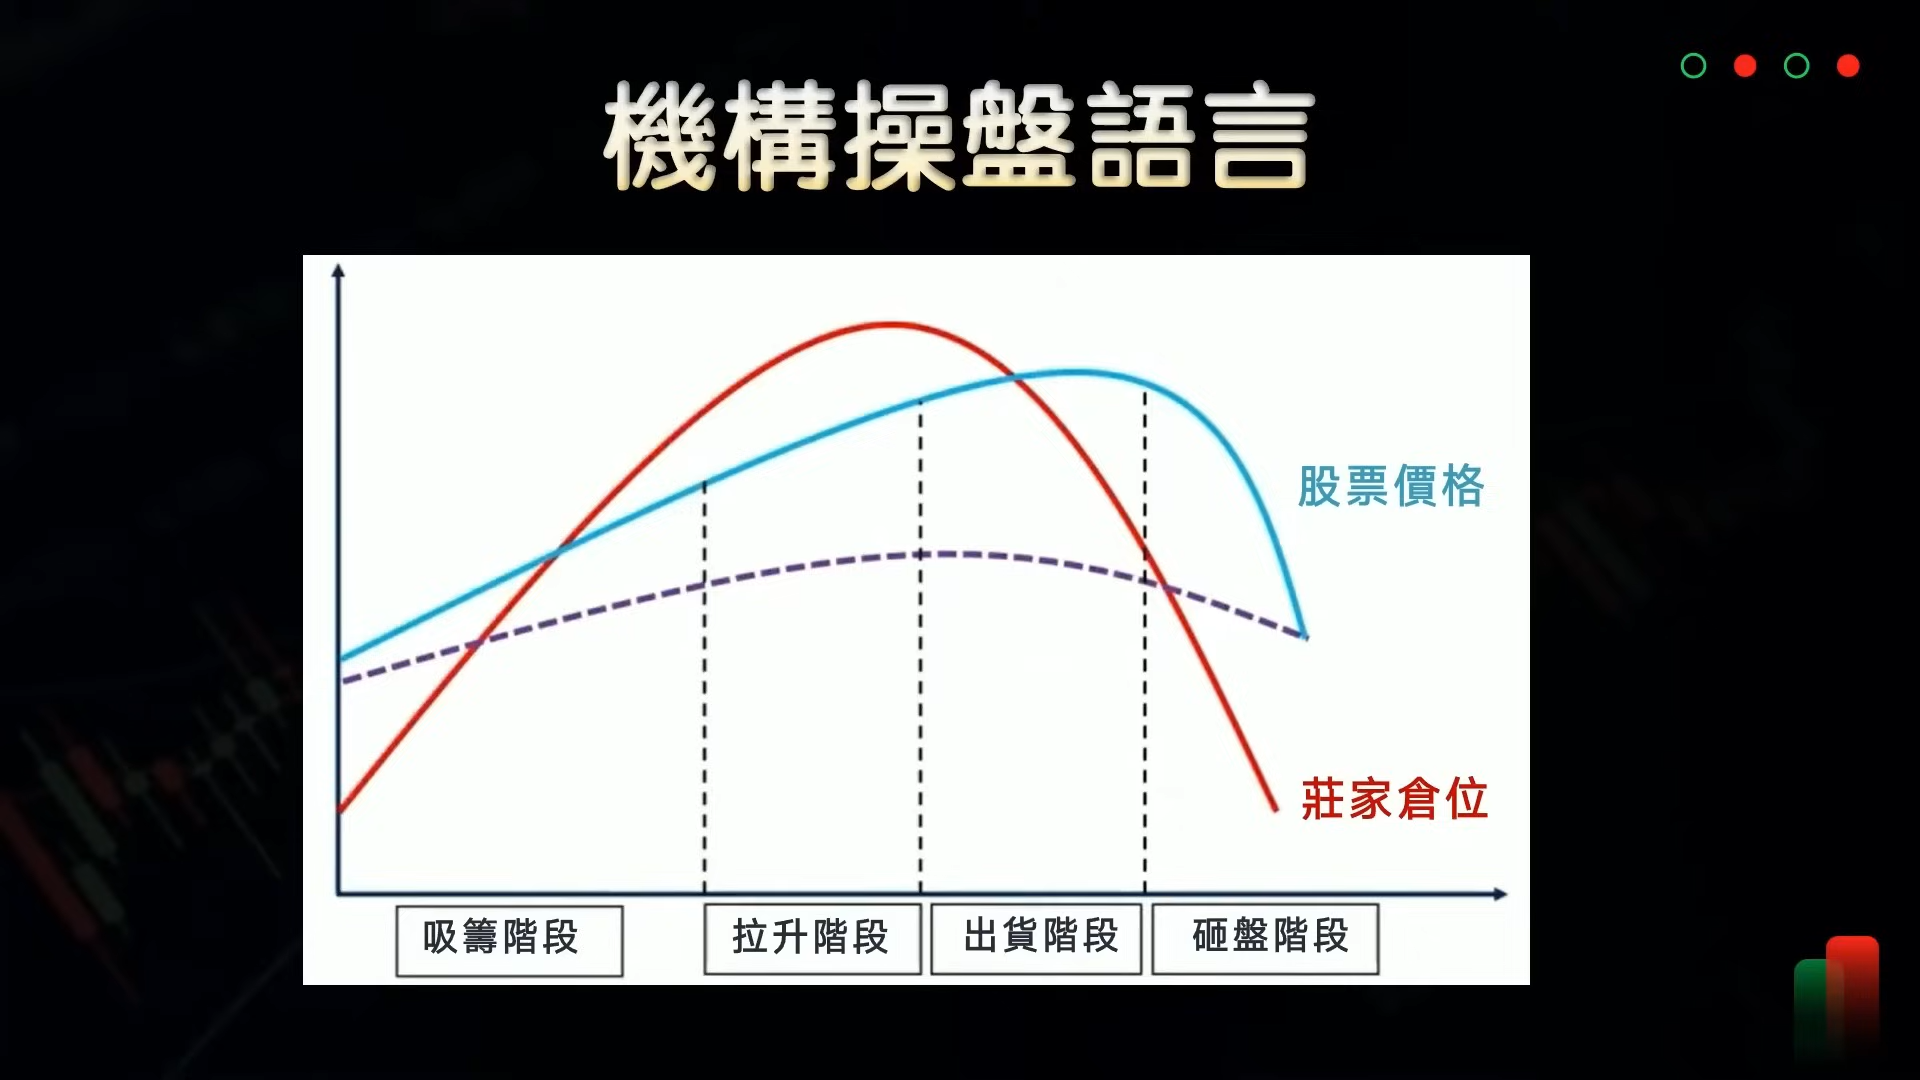 機構操盤語言
股票價格
莊家倉位
吸籌階段
拉升階段
出貨階段
砸盤階段